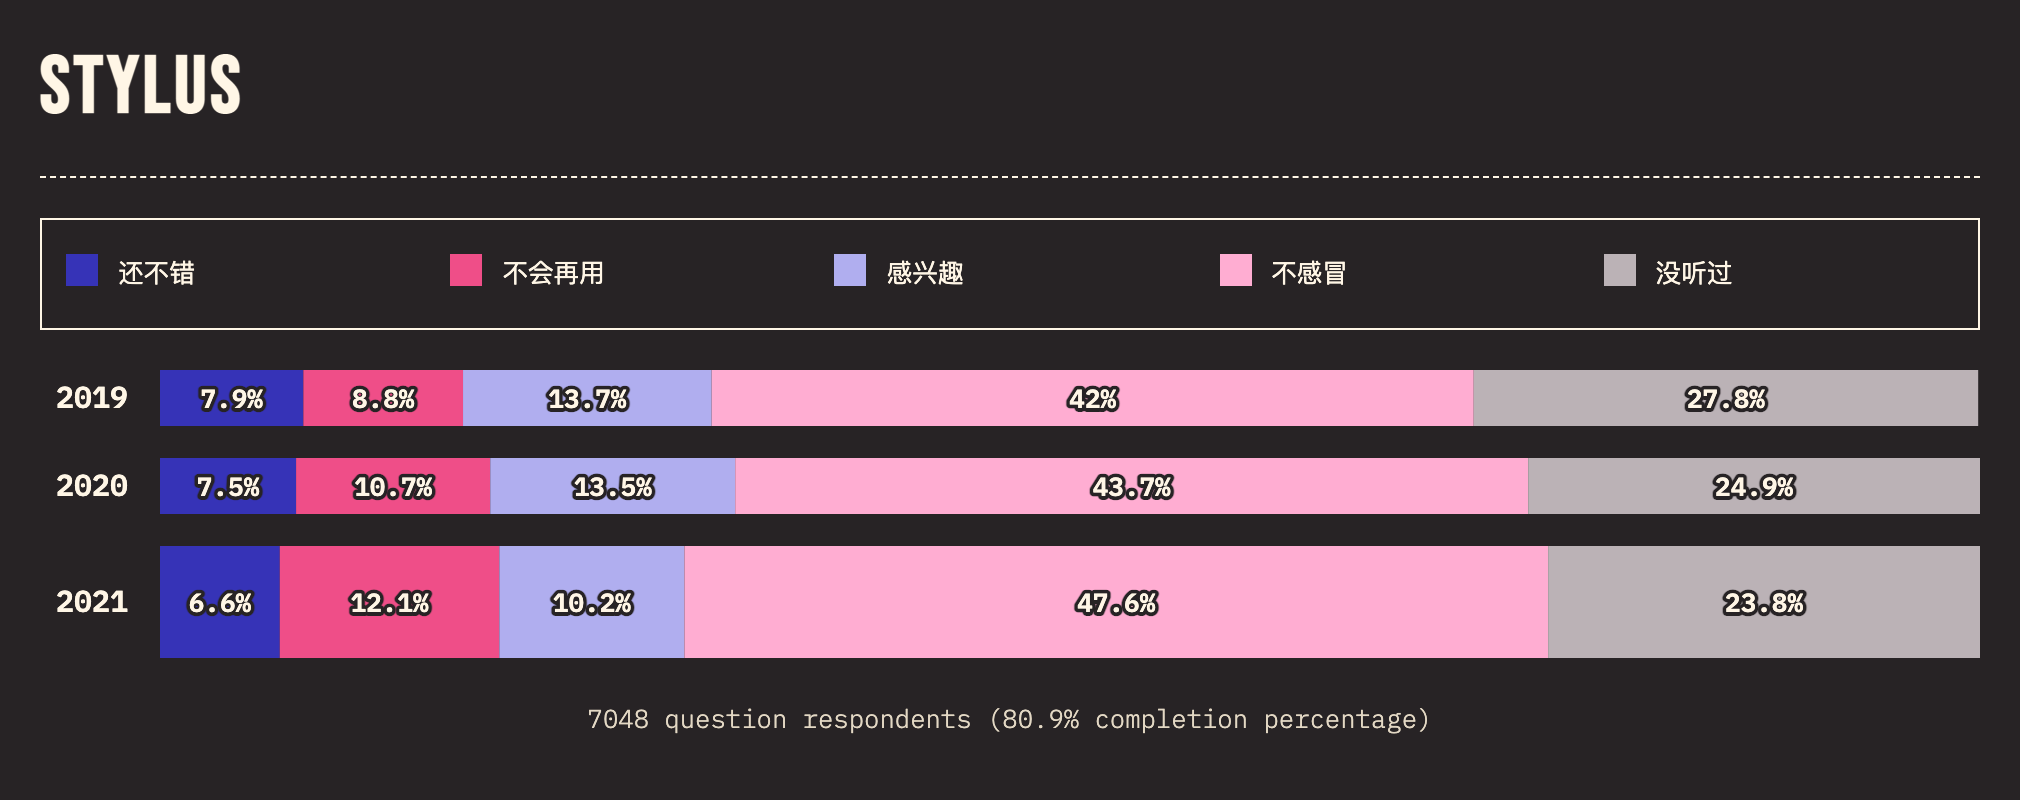 STYLUS
还不错 不会再用 感兴趣 不感冒 没听过
2019 7.9% 8.8% 13.7% 42% 27.8%
2020 7.5% 10.7% 13.5% 43.7% 24.9%
2021 6.6% 12.1% 10.2% 47.6% 23.8%
7048 question respondents (80.9% completion percentage)